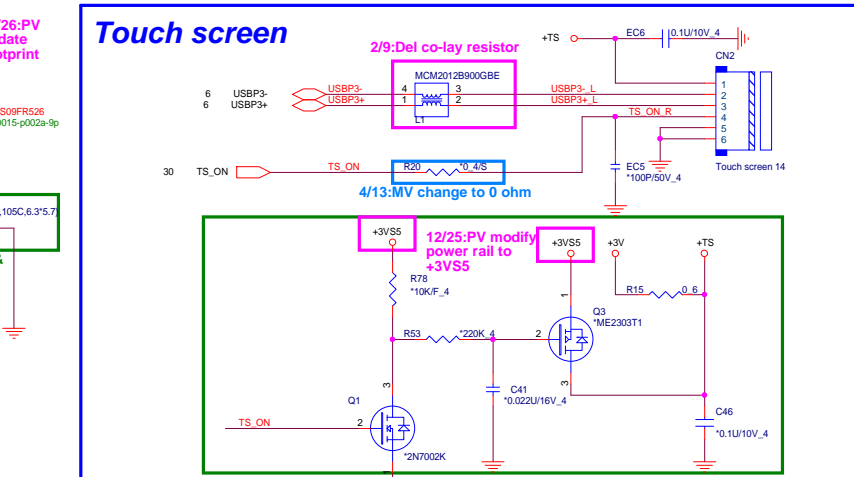 /26:PV
date
otprint
S09FR526
0015-p002a-9p
,105C,6.3*5.7)
&
Touch screen
2/9:Del co-lay resistor
MCM2012B900GBE
6 USBP3- USBP3- 4 3 USBP3-_L
6 USBP3+ USBP3+ 1 2 USBP3+_L
L1
+TS EC6 0.1U/10V_4
CN2
1
2
3
4
5
6
TS_ON_R
30 TS_ON TS_ON R20 *0_4/S
EC5
*100P/50V_4
Touch screen 14
4/13:MV change to 0 ohm
+3VS5
12/25:PV modify
power rail to
+3VS5
+3VS5
+3V
+TS
R78
*10K/F_4
R15 0_6
1
Q3
*ME2303T1
R53 *220K_4 2
3
C41
*0.022U/16V_4
3
Q1
TS_ON 2
*2N7002K
1
C46
*0.1U/10V_4